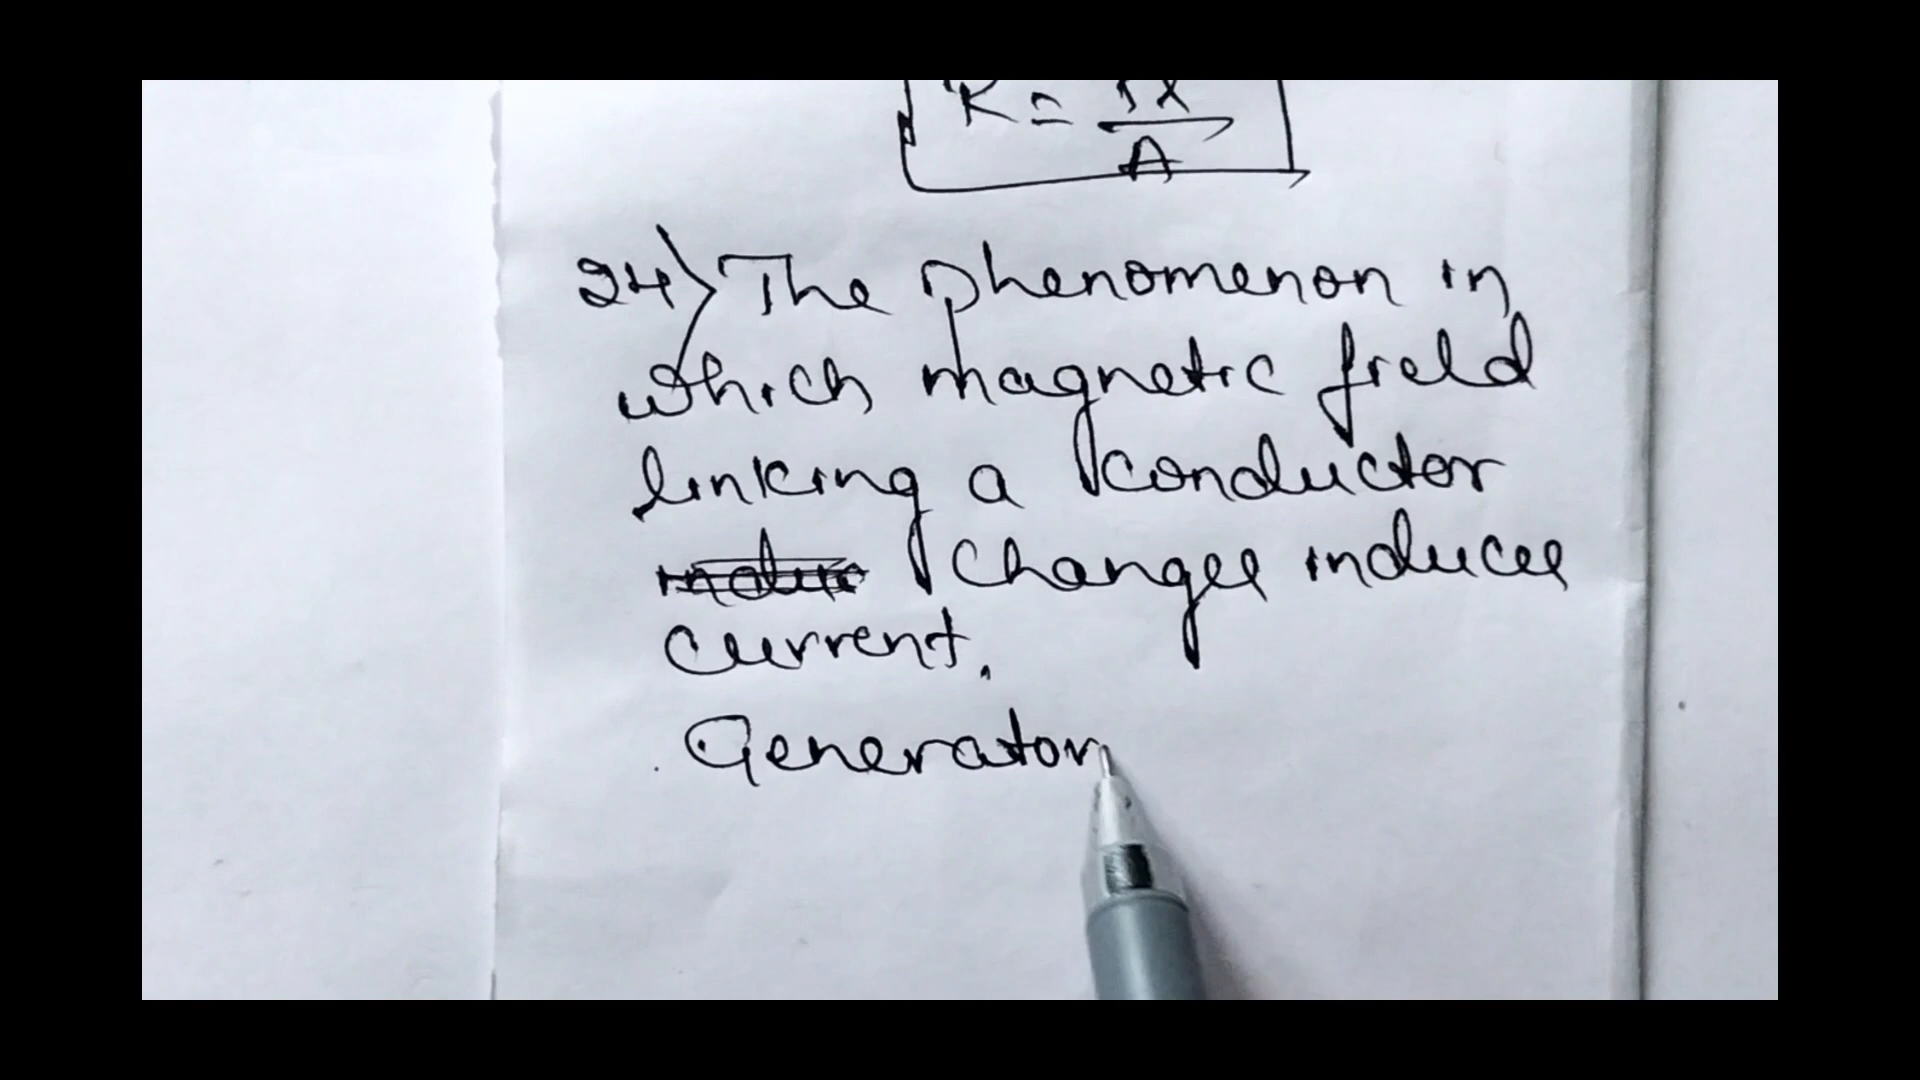 R =
A
24) The phenomenon in
which magnetic field
linking a conductor
changes induces
current.
Generator